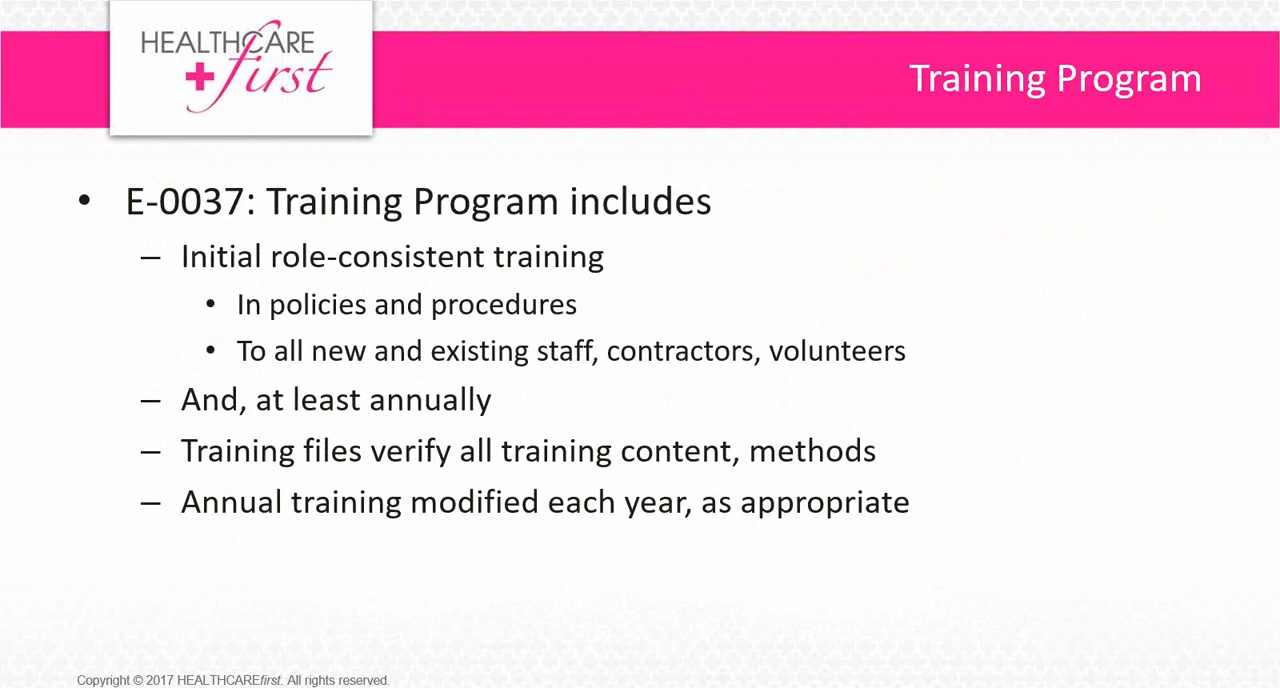 HEALTHCARE
first
Training Program
• E-0037: Training Program includes
– Initial role-consistent training
• In policies and procedures
• To all new and existing staff, contractors, volunteers
– And, at least annually
– Training files verify all training content, methods
– Annual training modified each year, as appropriate
Copyright © 2017 HEALTHCAREfirst. All rights reserved.